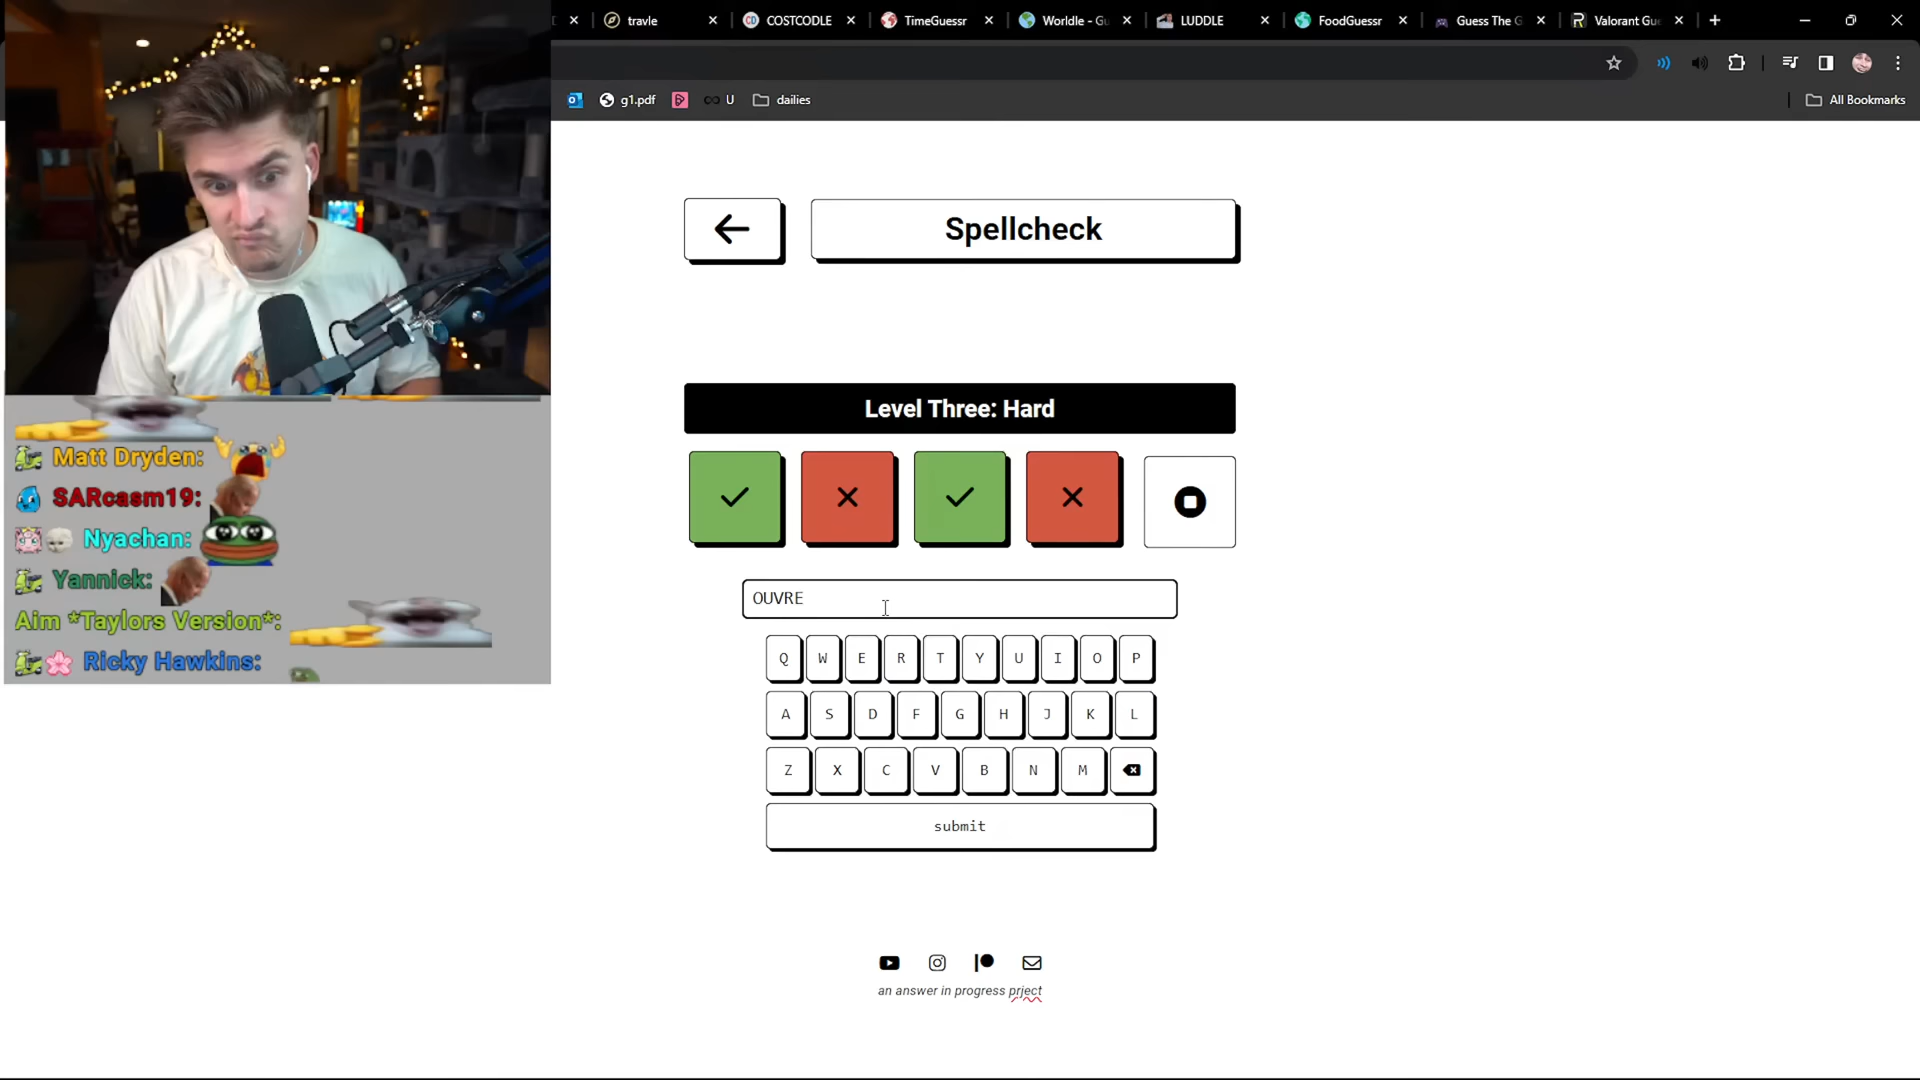 travle
COSTCODLE
TimeGuessr
Worldle - Gu
LUDDLE
FoodGuessr
Guess The G
Valorant Gue
g1.pdf
U
dailies
All Bookmarks
Spellcheck
Level Three: Hard
OUVRE
Q W E R T Y U I O P
A S D F G H J K L
Z X C V B N M
submit
an answer in progress prject
Matt Dryden:
SARcasm19:
Nyachan:
Yannick:
Aim *Taylors Version*:
Ricky Hawkins: